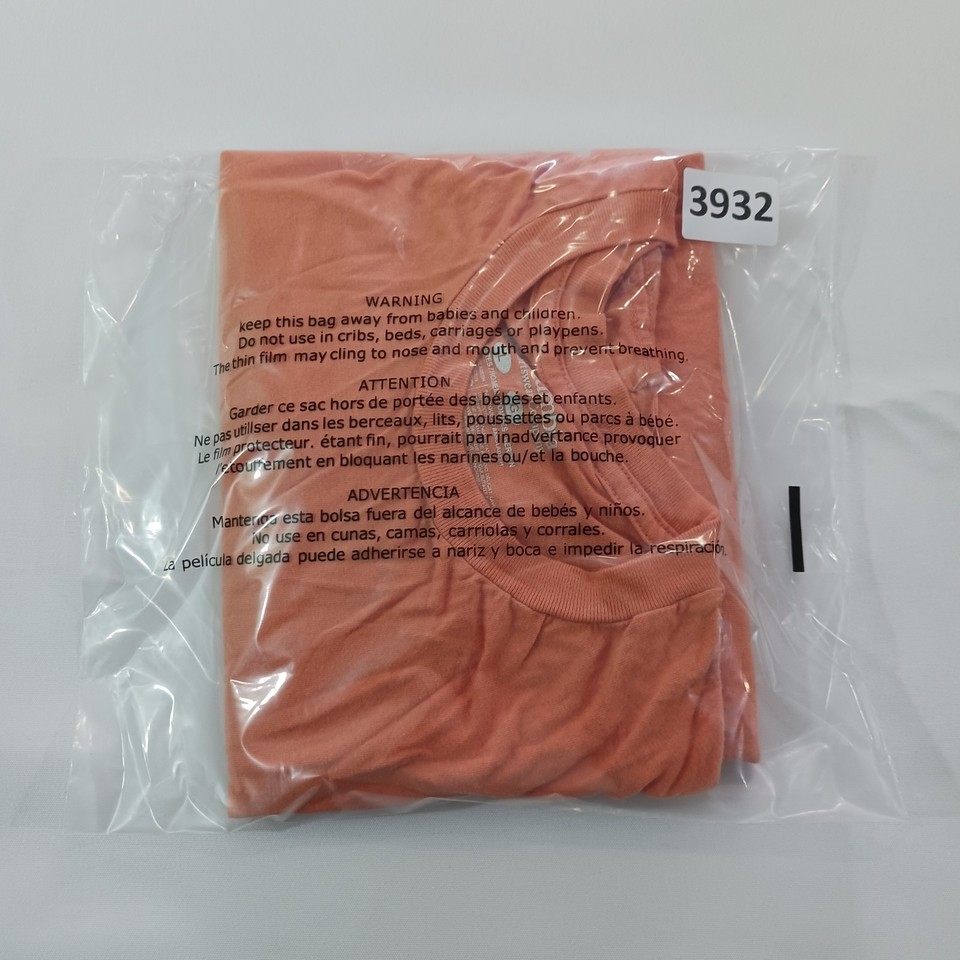 3932
WARNING
keep this bag away from babies and children.
Do not use in cribs, beds, carriages or playpens.
The thin film may cling to nose and mouth and prevent breathing.
ATTENTION
Garder ce sac hors de portée des bébés et enfants.
Ne pas utillser dans les berceaux, lits, poussettes ou parcs à bébé.
Le film protecteur. étant fin, pourrait par inadvertance provoquer
l'etouffement en bloquant les narines ou/et la bouche.
ADVERTENCIA
Mantenga esta bolsa fuera del alcance de bebés y niños.
No use en cunas, camas, carriolas y corrales.
La película delgada puede adherirse a nariz y boca e impedir la respiración.